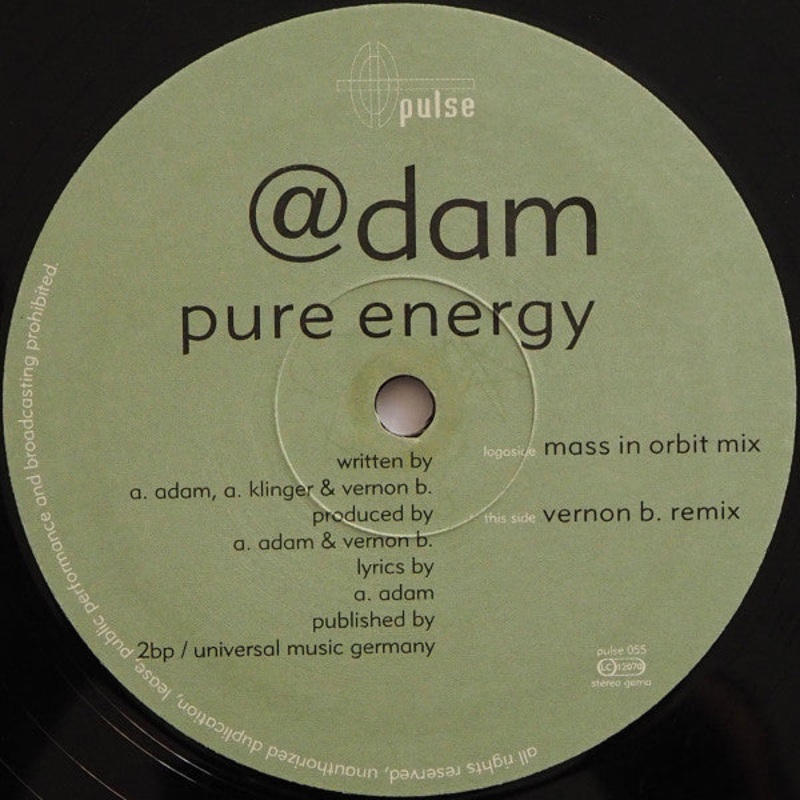 pulse
@dam
pure energy
logoside mass in orbit mix
this side vernon b. remix
written by
a. adam, a. klinger & vernon b.
produced by
a. adam & vernon b.
lyrics by
a. adam
published by
2bp / universal music germany
pulse 055
LC 12070
stereo gema
all rights reserved, unauthorized duplication, lease, public performance and broadcasting prohibited.